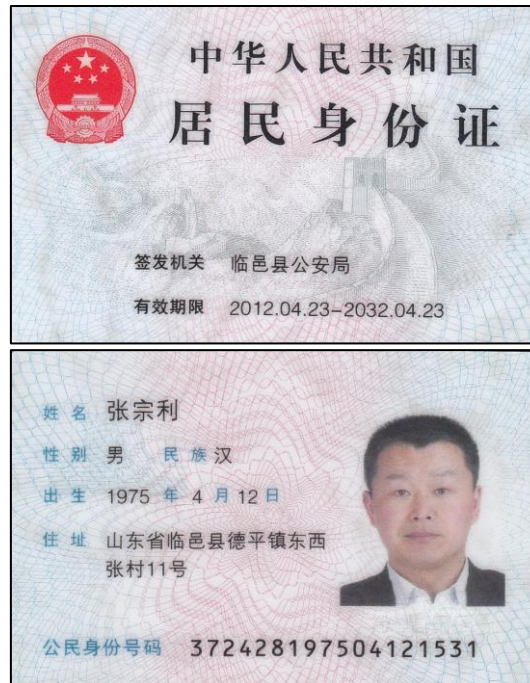 中华人民共和国
居民身份证
签发机关 临邑县公安局
有效期限 2012.04.23-2032.04.23
姓名 张宗利
性别 男 民族 汉
出生 1975 年 4 月 12 日
住址 山东省临邑县德平镇东西
张村11号
公民身份号码 372428197504121531